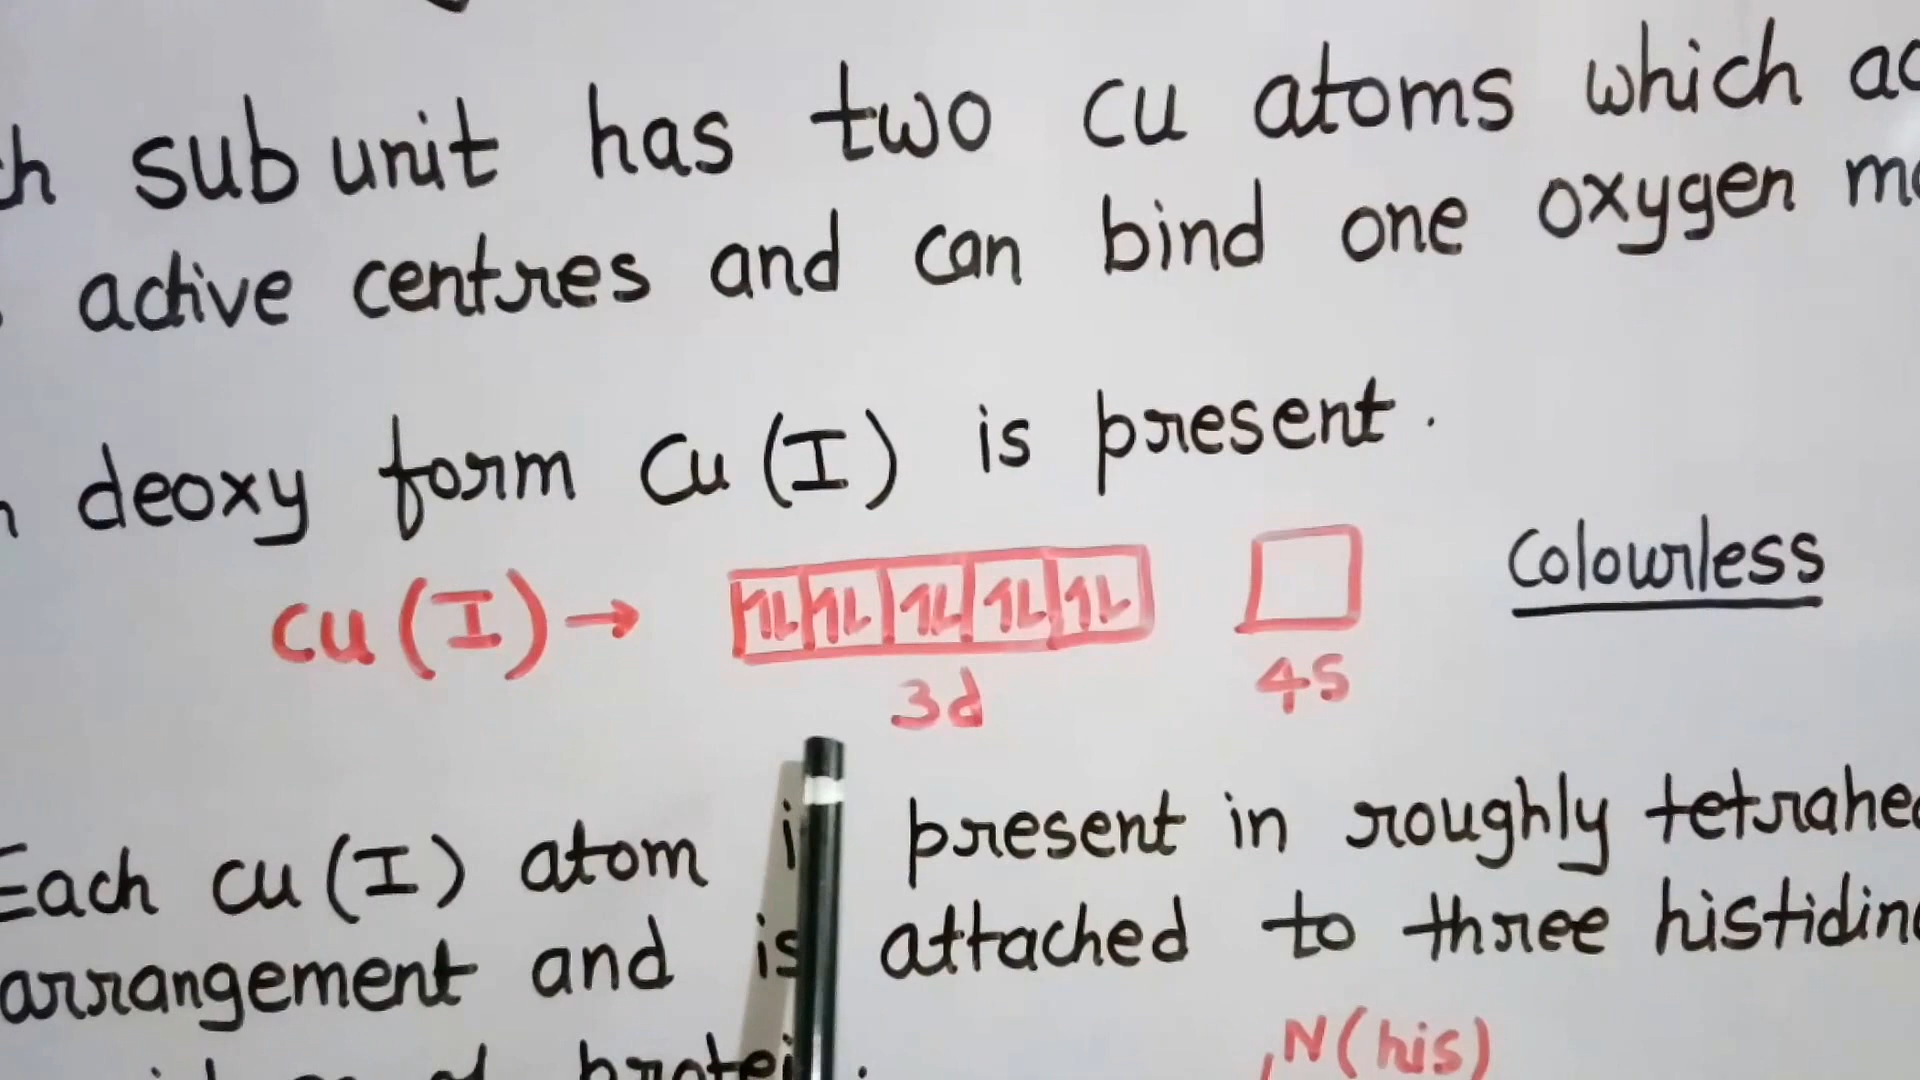 sub unit has two cu atoms which
active centres and can bind one oxygen
deoxy form Cu (I) is present.
cu (I) → 1L 1L 1L 1L 1L Colourless
3d 4s
Each cu (I) atom present in roughly
arrangement and is attached to three
N(his)